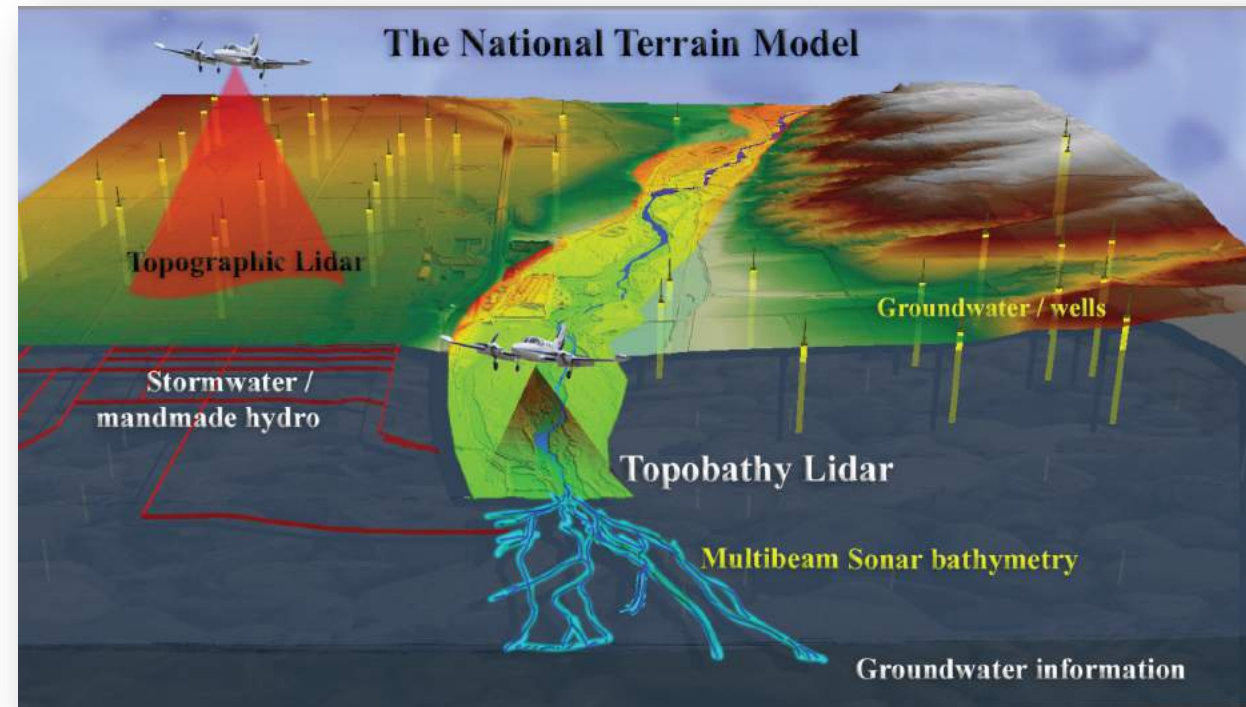 The National Terrain Model
Topographic Lidar
Groundwater / wells
Stormwater /
mandmade hydro
Topobathy Lidar
Multibeam Sonar bathymetry
Groundwater information